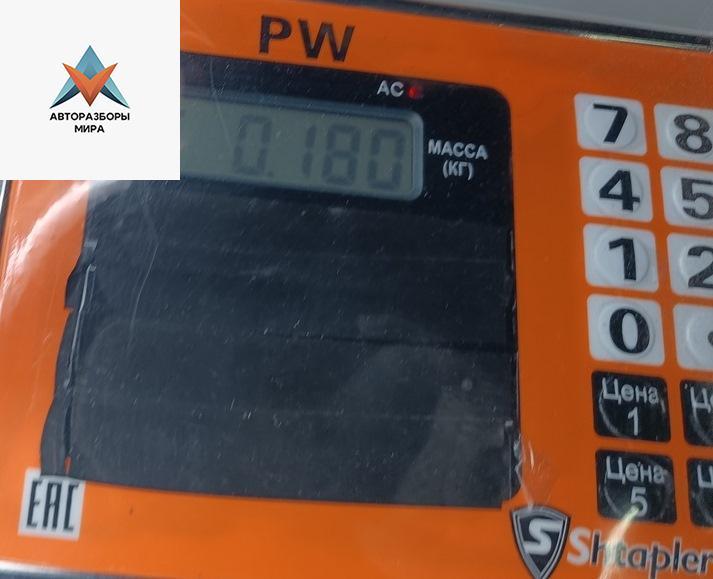 PW
АВТОРАЗБОРЫ
МИРА
AC
0.180
МАССА
(КГ)
7
8
4
5
1
2
0
Цена
1
Цена
5
EAC
S Shtapler